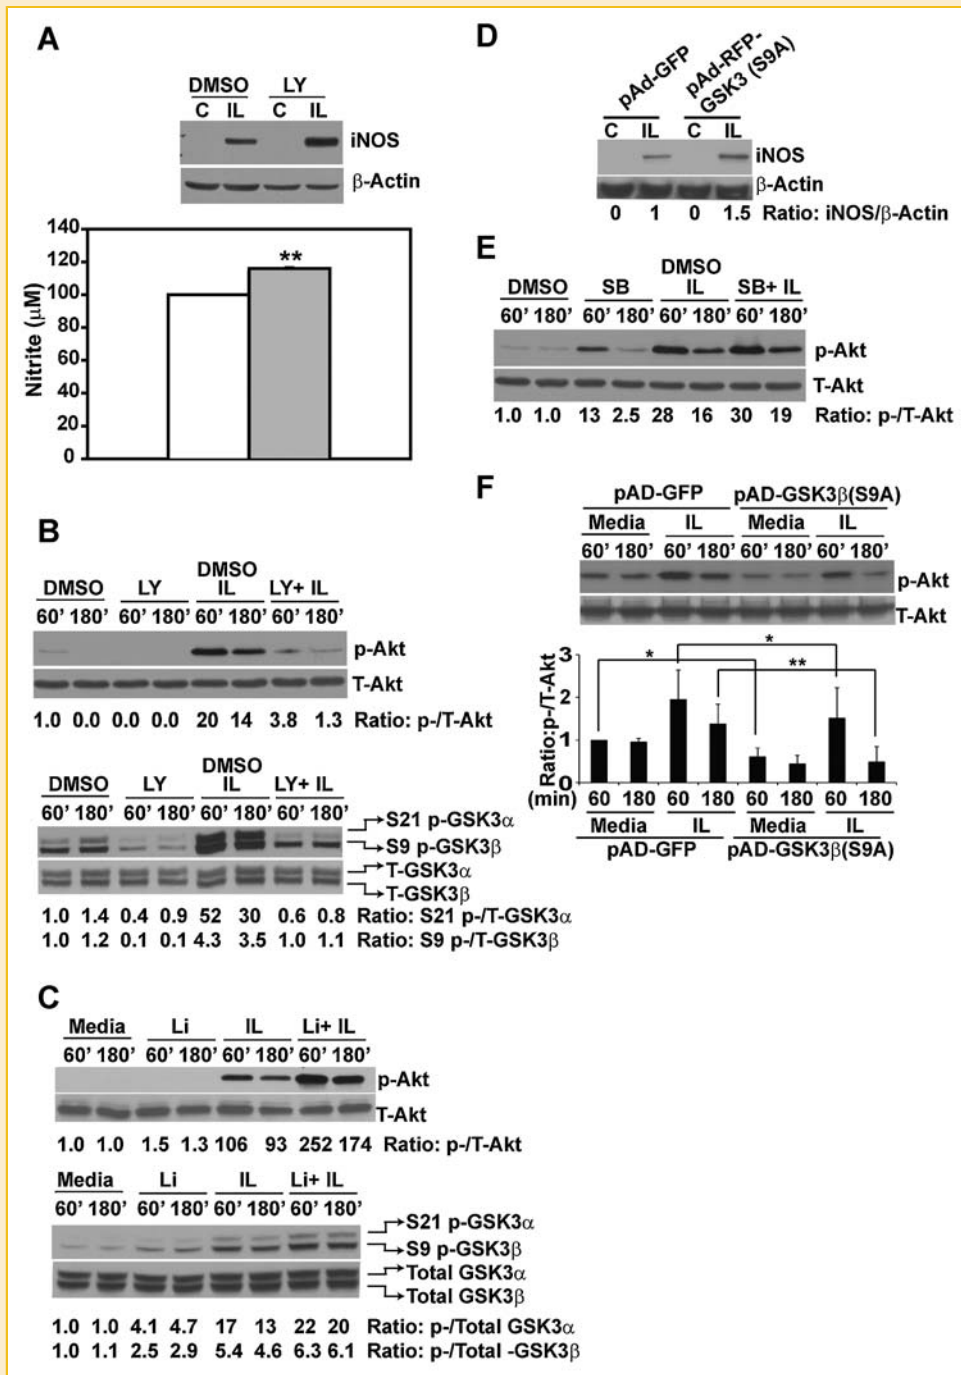 A
DMSO LY
C IL C IL
iNOS
β-Actin
140
120
100
80
60
40
20
0
Nitrite (μM)
**
B
DMSO LY DMSO IL LY+ IL
60' 180' 60' 180' 60' 180' 60' 180'
p-Akt
T-Akt
1.0 0.0 0.0 0.0 20 14 3.8 1.3 Ratio: p-/T-Akt
DMSO LY DMSO IL LY+ IL
60' 180' 60' 180' 60' 180' 60' 180'
S21 p-GSK3α
S9 p-GSK3β
T-GSK3α
T-GSK3β
1.0 1.4 0.4 0.9 52 30 0.6 0.8 Ratio: S21 p-/T-GSK3α
1.0 1.2 0.1 0.1 4.3 3.5 1.0 1.1 Ratio: S9 p-/T-GSK3β
C
Media Li IL Li+ IL
60' 180' 60' 180' 60' 180' 60' 180'
p-Akt
T-Akt
1.0 1.0 1.5 1.3 106 93 252 174 Ratio: p-/T-Akt
Media Li IL Li+ IL
60' 180' 60' 180' 60' 180' 60' 180'
S21 p-GSK3α
S9 p-GSK3β
Total GSK3α
Total GSK3β
1.0 1.0 4.1 4.7 17 13 22 20 Ratio: p-/Total GSK3α
1.0 1.1 2.5 2.9 5.4 4.6 6.3 6.1 Ratio: p-/Total -GSK3β
D
pAd-GFP
pAd-RFP-
GSK3 (S9A)
C IL C IL
iNOS
β-Actin
0 1 0 1.5 Ratio: iNOS/β-Actin
E
DMSO SB DMSO IL SB+ IL
60' 180' 60' 180' 60' 180' 60' 180'
p-Akt
T-Akt
1.0 1.0 13 2.5 28 16 30 19 Ratio: p-/T-Akt
F
pAD-GFP pAD-GSK3β(S9A)
Media IL Media IL
60' 180' 60' 180' 60' 180' 60' 180'
p-Akt
T-Akt
3
2
1
0
Ratio:p-/T-Akt
* * **
(min) 60 180 60 180 60 180 60 180
Media IL Media IL
pAD-GFP pAD-GSK3β(S9A)